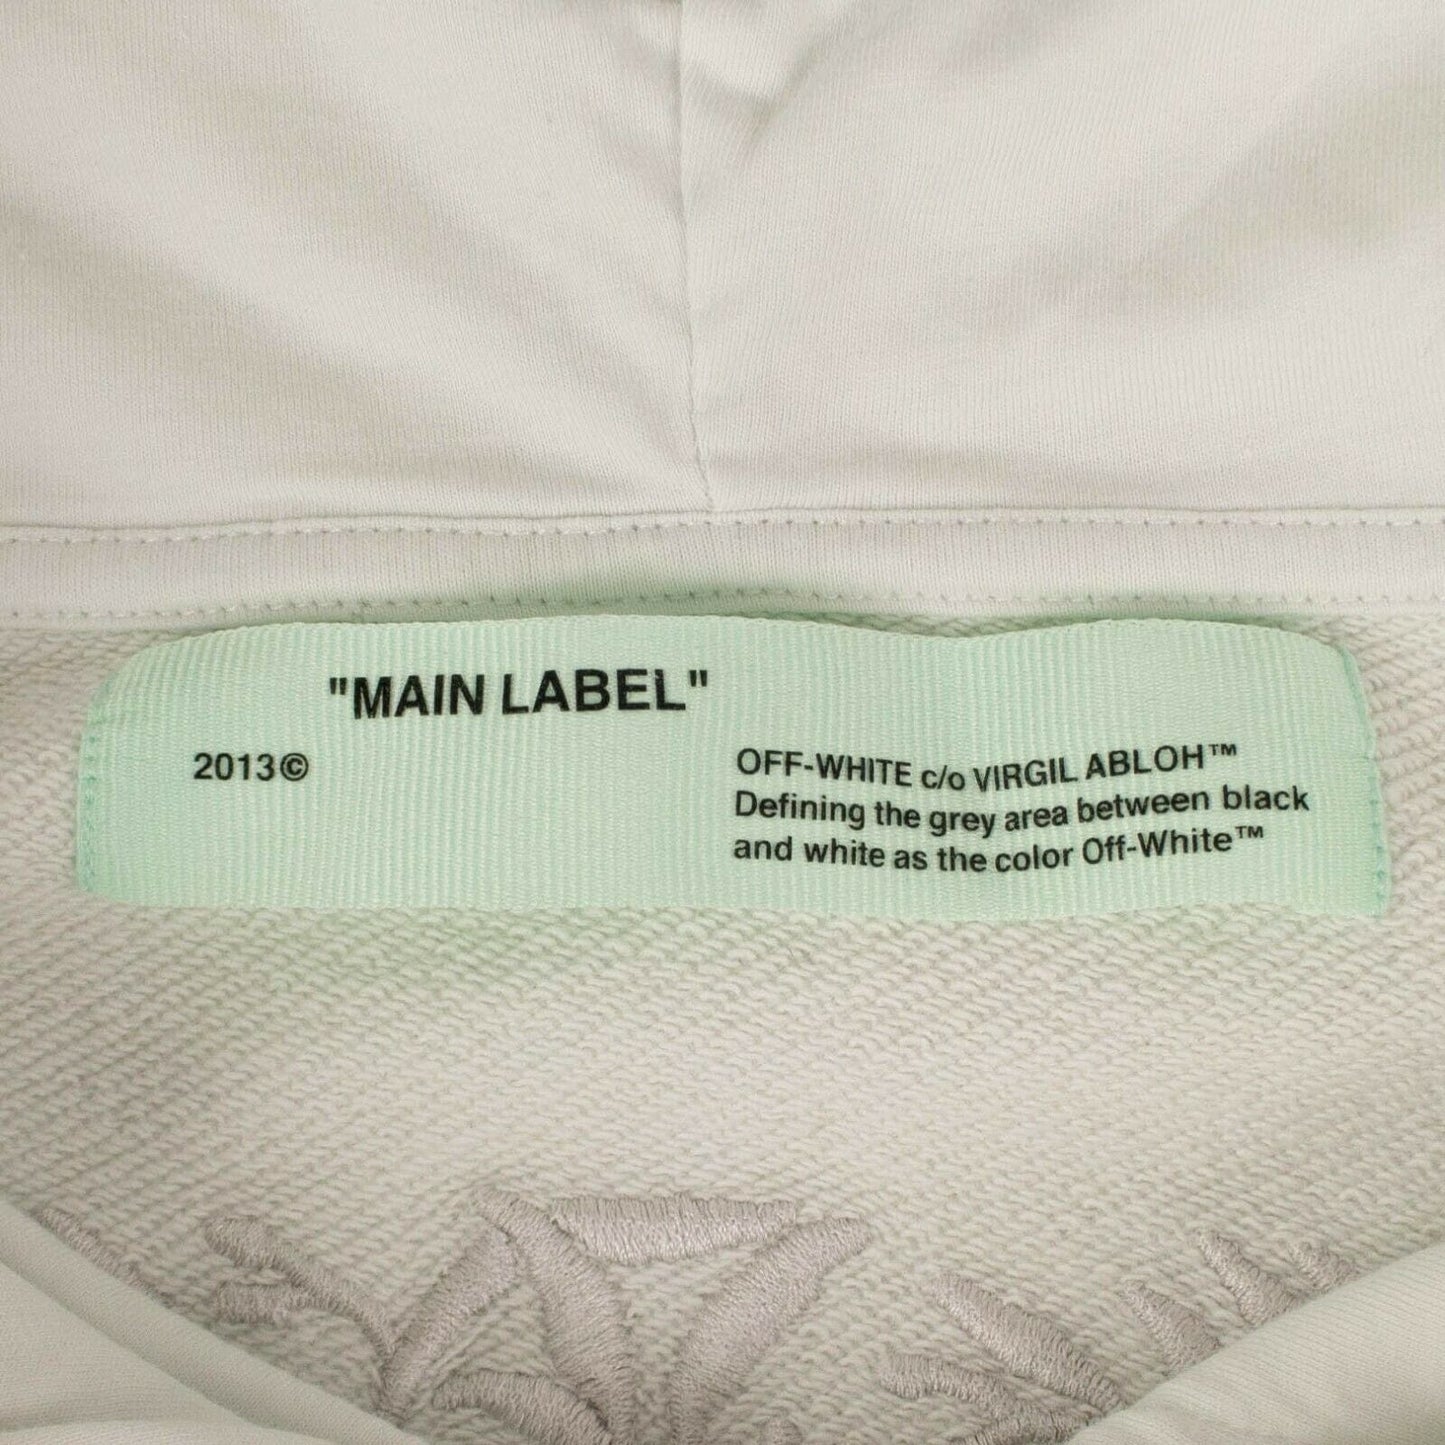 "MAIN LABEL"
2013©
OFF-WHITE c/o VIRGIL ABLOH™
Defining the grey area between black
and white as the color Off-White™